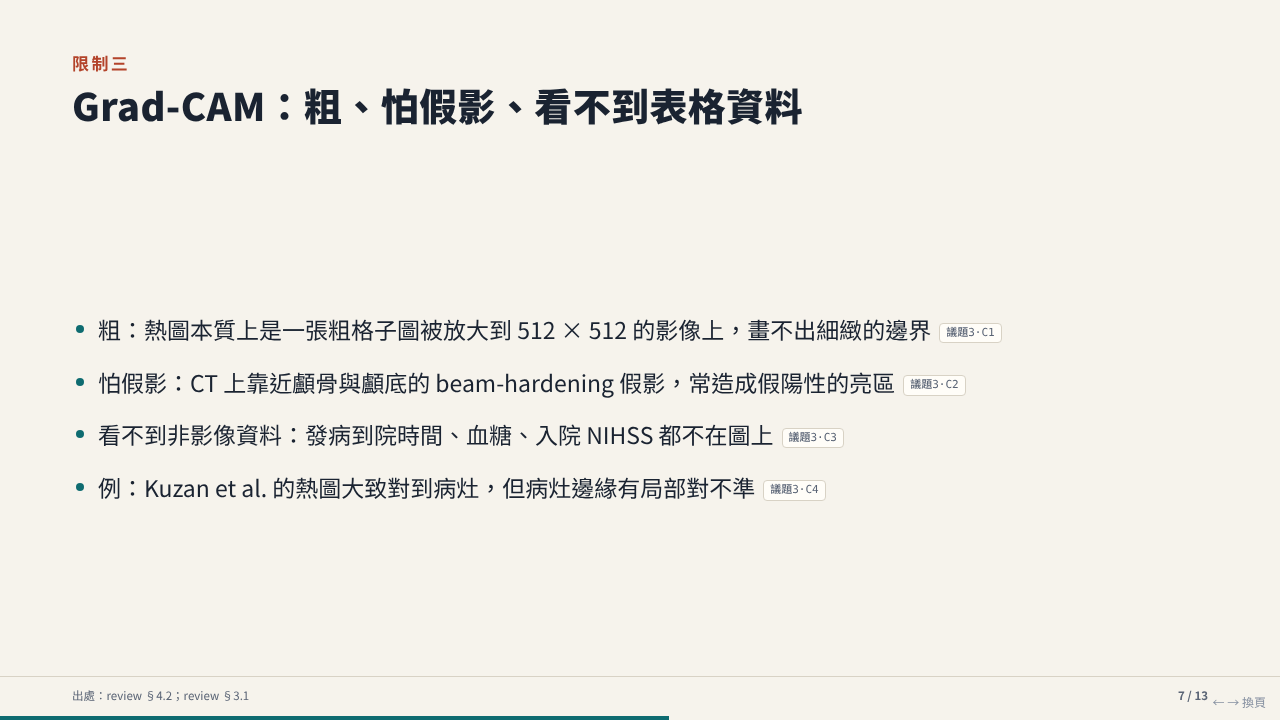 限制三
Grad-CAM：粗、怕假影、看不到表格資料
粗：熱圖本質上是一張粗格子圖被放大到 512 × 512 的影像上，畫不出細緻的邊界 議題3·C1
怕假影：CT 上靠近顱骨與顱底的 beam-hardening 假影，常造成假陽性的亮區 議題3·C2
看不到非影像資料：發病到院時間、血糖、入院 NIHSS 都不在圖上 議題3·C3
例：Kuzan et al. 的熱圖大致對到病灶，但病灶邊緣有局部對不準 議題3·C4
出處：review §4.2；review §3.1
7 / 13
← → 換頁